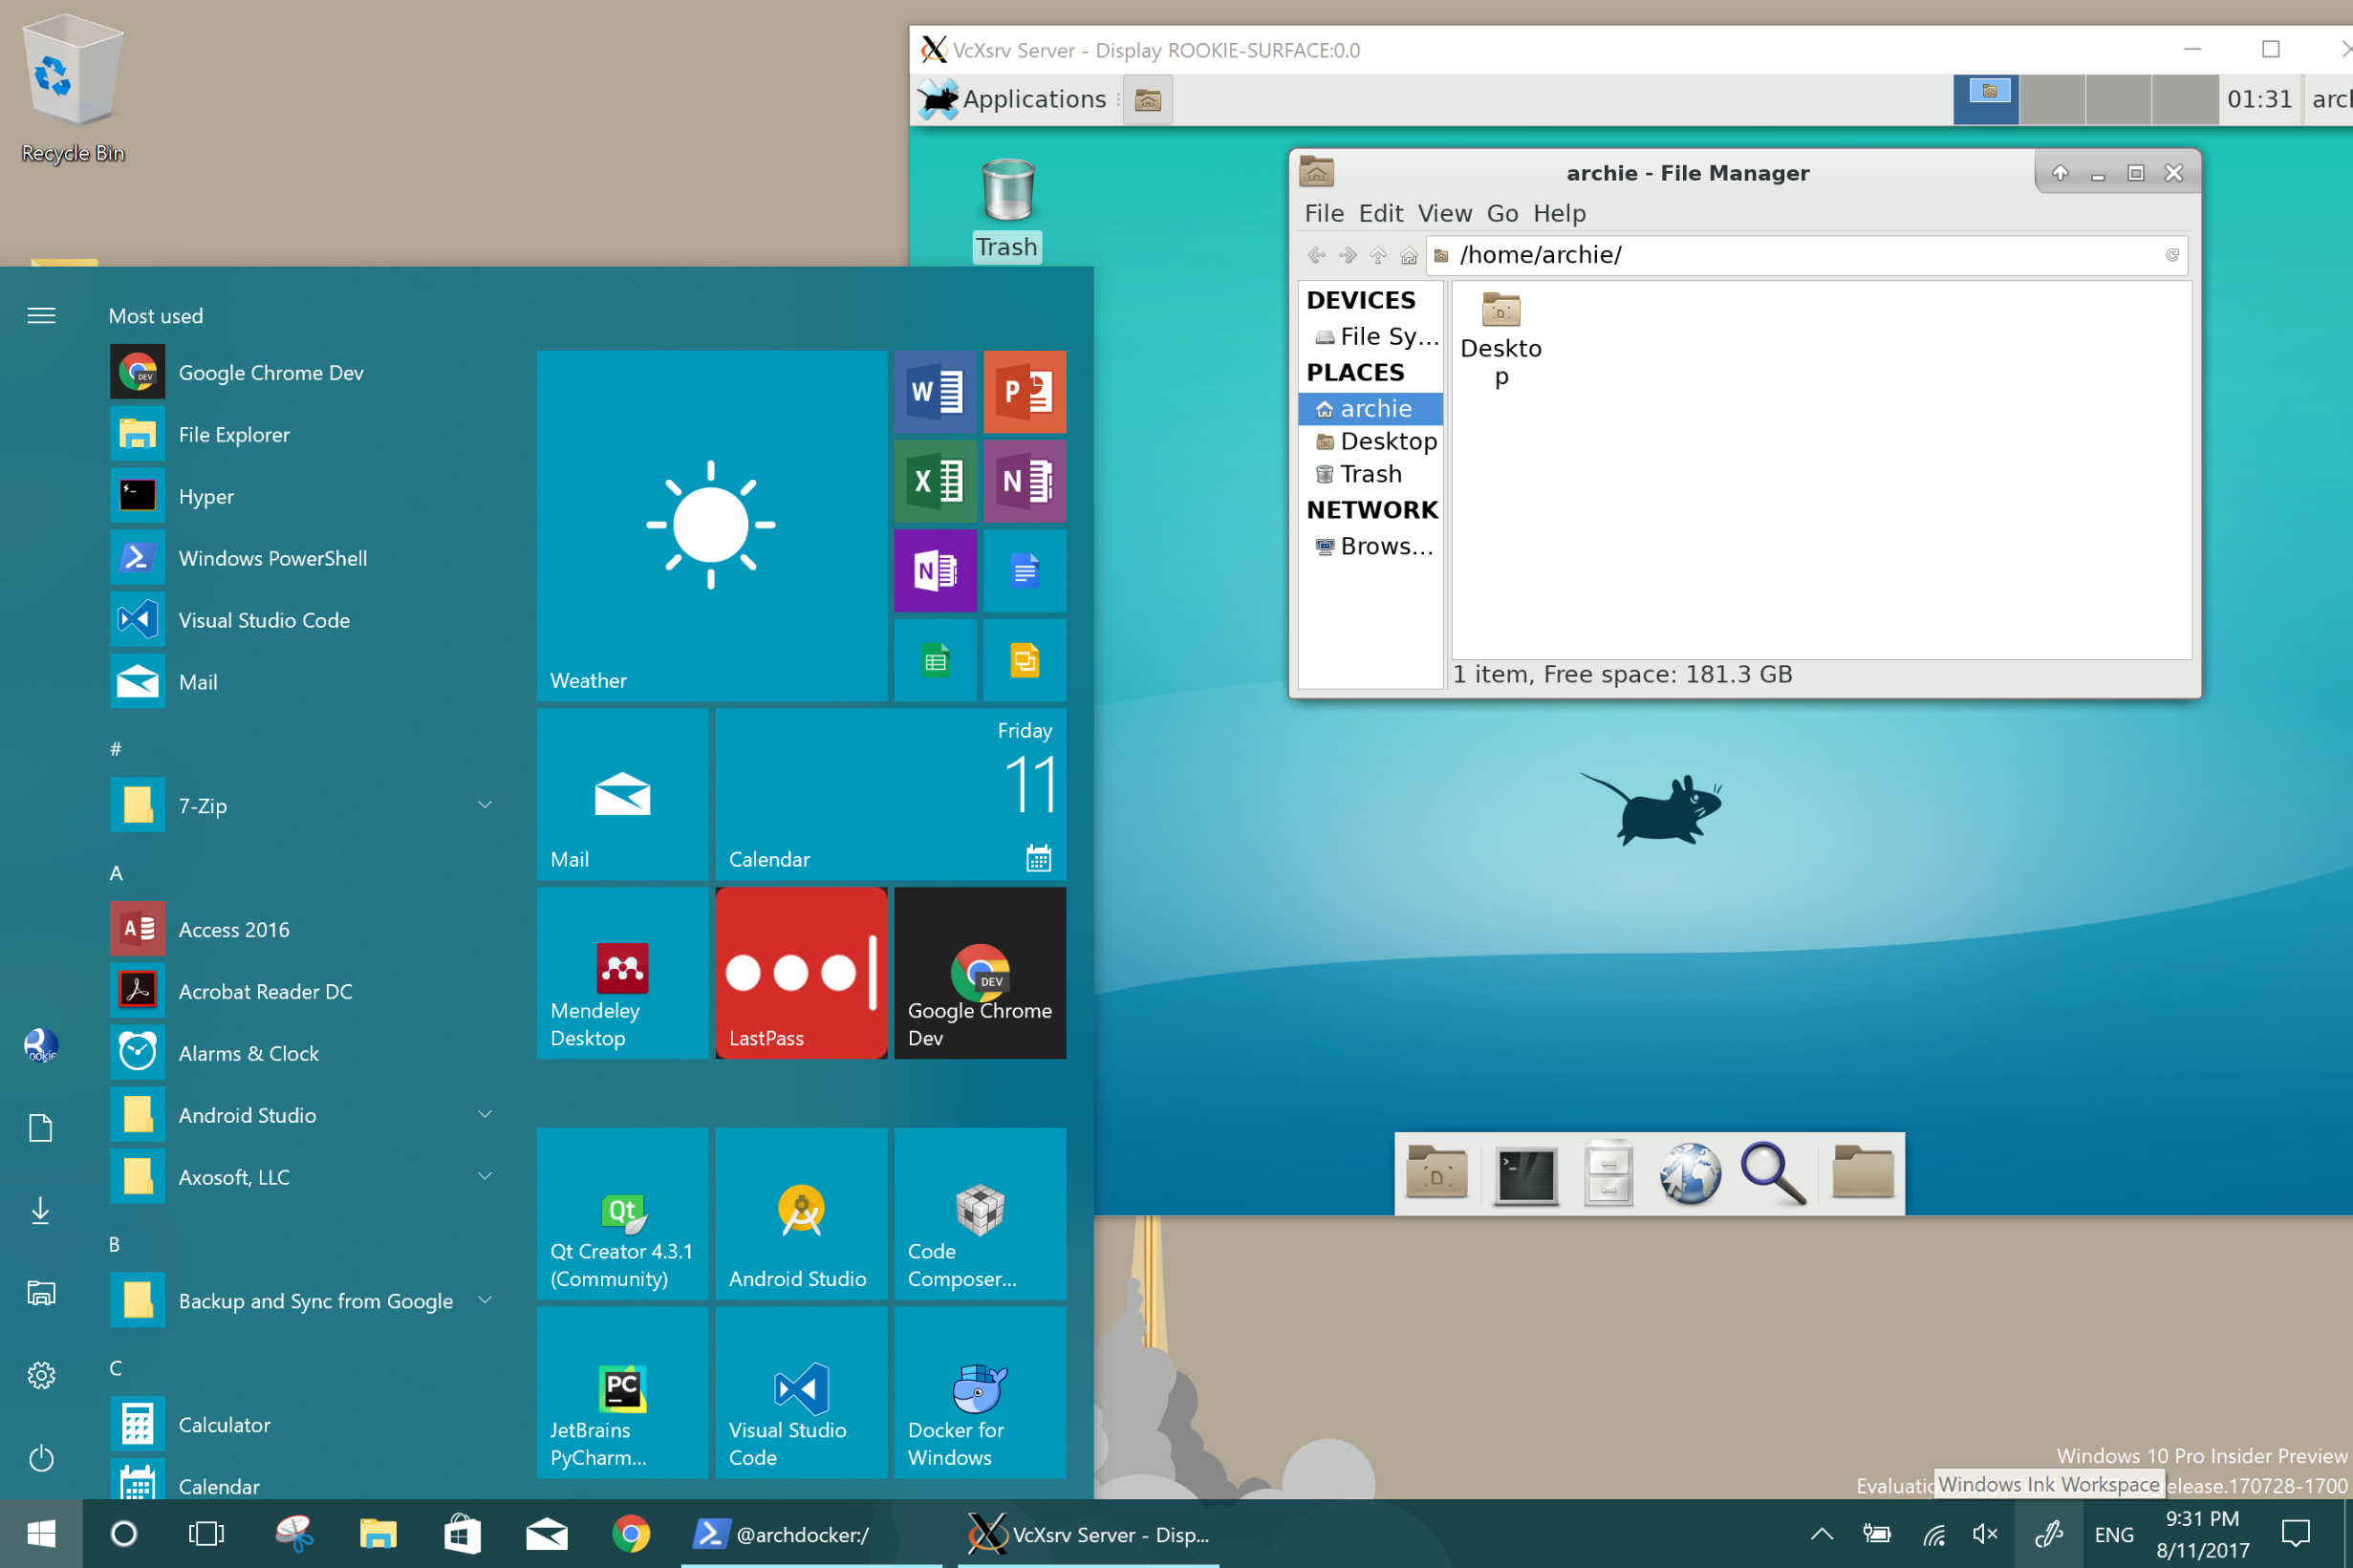 Recycle Bin
VcXsrv Server - Display ROOKIE-SURFACE:0.0
Applications
01:31
Trash
archie - File Manager
File Edit View Go Help
/home/archie/
DEVICES
File Sy...
PLACES
archie
Desktop
Trash
NETWORK
Brows...
Deskto
p
1 item, Free space: 181.3 GB
Most used
Google Chrome Dev
File Explorer
Hyper
Windows PowerShell
Visual Studio Code
Mail
#
7-Zip
A
Access 2016
Acrobat Reader DC
Alarms & Clock
Android Studio
Axosoft, LLC
B
Backup and Sync from Google
C
Calculator
Calendar
Weather
W
P
X
N
N
Mail
Friday
11
Calendar
Mendeley
Desktop
LastPass
DEV
Google Chrome
Dev
Qt
Qt Creator 4.3.1
(Community)
Android Studio
Code
Composer...
PC
JetBrains
PyCharm...
Visual Studio
Code
Docker for
Windows
Windows 10 Pro Insider Preview
Windows Ink Workspace
@archdocker:/
VcXsrv Server - Disp...
ENG
9:31 PM
8/11/2017